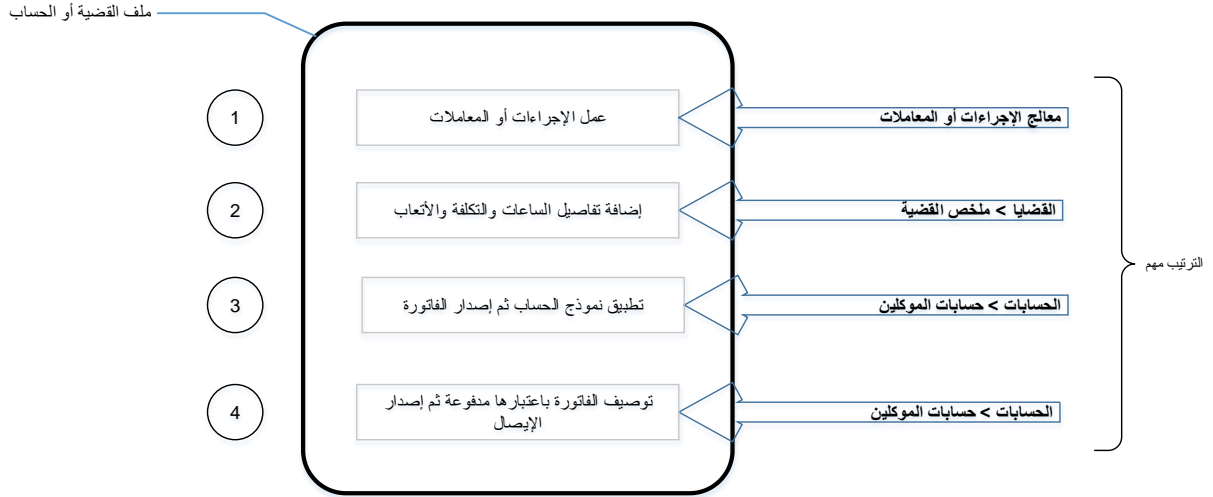 ملف القضية أو الحساب
معالج الإجراءات أو المعاملات
عمل الإجراءات أو المعاملات
1
القضايا > ملخص القضية
إضافة تفاصيل الساعات والتكلفة والأتعاب
2
الترتيب مهم
الحسابات > حسابات الموكلين
تطبيق نموذج الحساب ثم إصدار الفاتورة
3
الحسابات > حسابات الموكلين
توصيف الفاتورة باعتبارها مدفوعة ثم إصدار
الإيصال
4